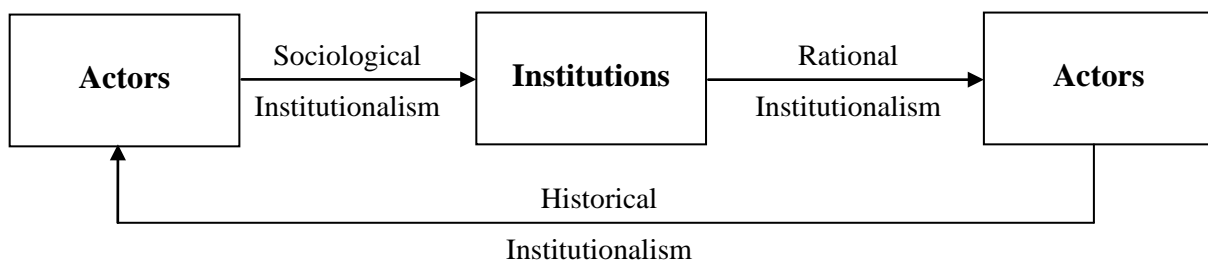 Actors
Sociological
Institutionalism
Institutions
Rational
Institutionalism
Actors
Historical
Institutionalism